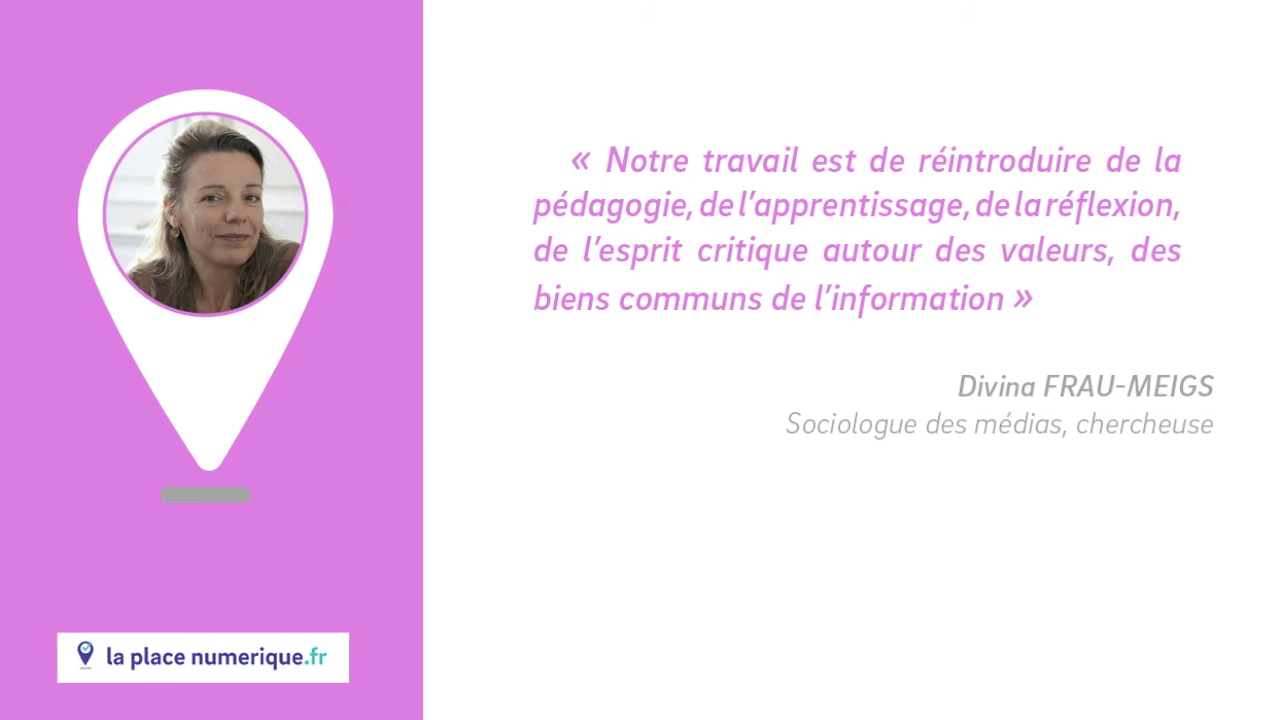 « Notre travail est de réintroduire de la
pédagogie, de l’apprentissage, de la réflexion,
de l’esprit critique autour des valeurs, des
biens communs de l’information »
Divina FRAU-MEIGS
Sociologue des médias, chercheuse
la place numerique.fr